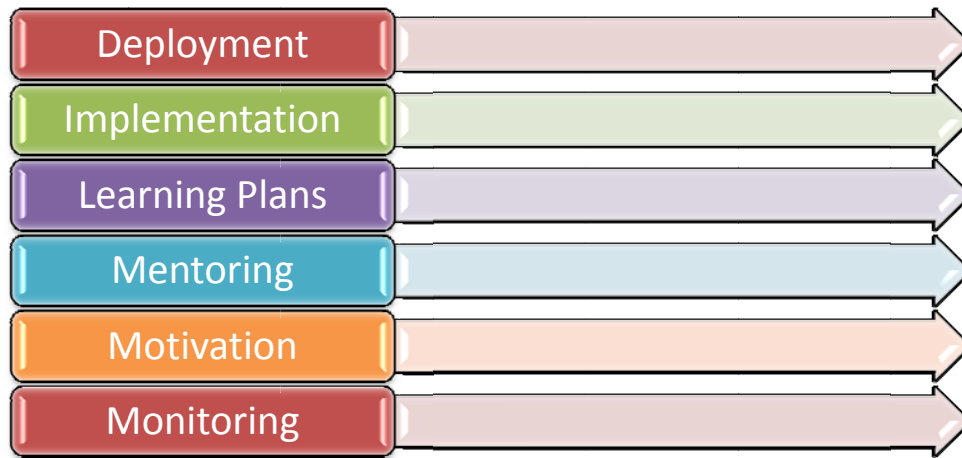 Deployment
Implementation
Learning Plans
Mentoring
Motivation
Monitoring